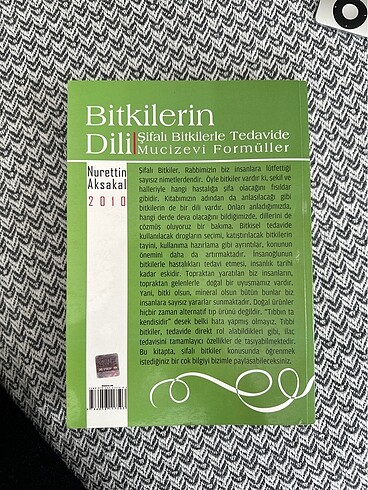 Bitkilerin
Dili
Şifalı Bitkilerle Tedavide
Mucizevi Formüller
Nurettin
Aksakal
2010
Şifalı Bitkiler, Rabbimizin biz insanlara lütfettiği
sayısız nimetlerdendir. Öyle bitkiler vardır ki, şekil ve
halleriyle hangi hastalığa şifa olacağını fısıldar
gibidir. Kitabımızın adından da anlaşılacağı gibi
bitkilerin de bir dili vardır. Onları anladığımızda,
hangi derde deva olacağını bildiğimizde, dillerini de
çözmüş oluyoruz bir bakıma. Bitkisel tedavide
kullanılacak drogların seçimi, katıştırılacak bitkilerin
tayini, kullanıma hazırlama gibi ayrıntılar, konunun
önemini daha da artırmaktadır. İnsanoğlunun
bitkilerle hastalıkları tedavi etmesi, insanlık tarihi
kadar eskidir. Topraktan yaratılan biz insanların,
topraktan gelenlerle doğal bir uyuşmamız vardır.
Yani, bitki olsun, mineral olsun bütün bunlar biz
insanlara sayısız yararlar sunmaktadır. Doğal ürünler
hiçbir zaman alternatif tıp ürünü değildir. "Tıbbın ta
kendisidir" desek belki hata yapmış olmayız. Tıbbi
bitkiler, tedavide direkt rol alabildikleri gibi, ilaç
tedavisini tamamlayıcı özellikler de taşıyabilmektedir.
Bu kitapta, şifalı bitkiler konusunda öğrenmek
istediğiniz bir çok bilgiyi bizimle paylaşabileceksiniz.